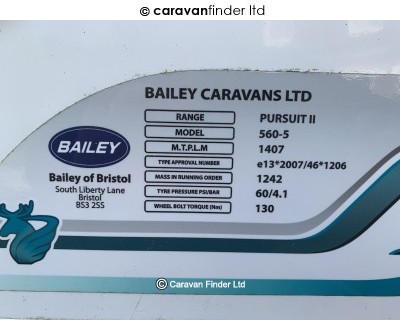 © caravanfinder ltd
BAILEY CARAVANS LTD
RANGE PURSUIT II
MODEL 560-5
M.T.P.L.M 1407
TYPE APPROVAL NUMBER e13*2007/46*1206
MASS IN RUNNING ORDER 1242
TYRE PRESSURE PSI/BAR 60/4.1
WHEEL BOLT TORQUE (Nm) 130
BAILEY
Bailey of Bristol
South Liberty Lane
Bristol
BS3 2SS
© Caravan Finder Ltd